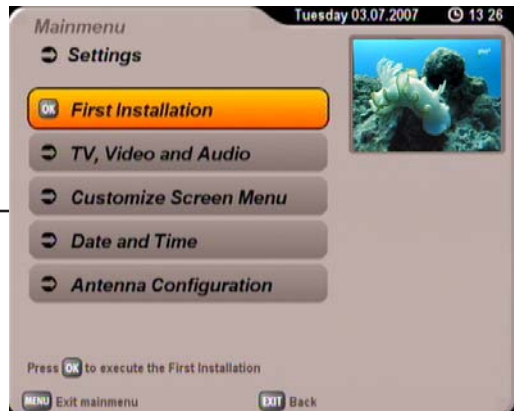 Tuesday 03.07.2007 13 26
Mainmenu
Settings
OK First Installation
TV, Video and Audio
Customize Screen Menu
Date and Time
Antenna Configuration
Press OK to execute the First Installation
MENU Exit mainmenu EXIT Back